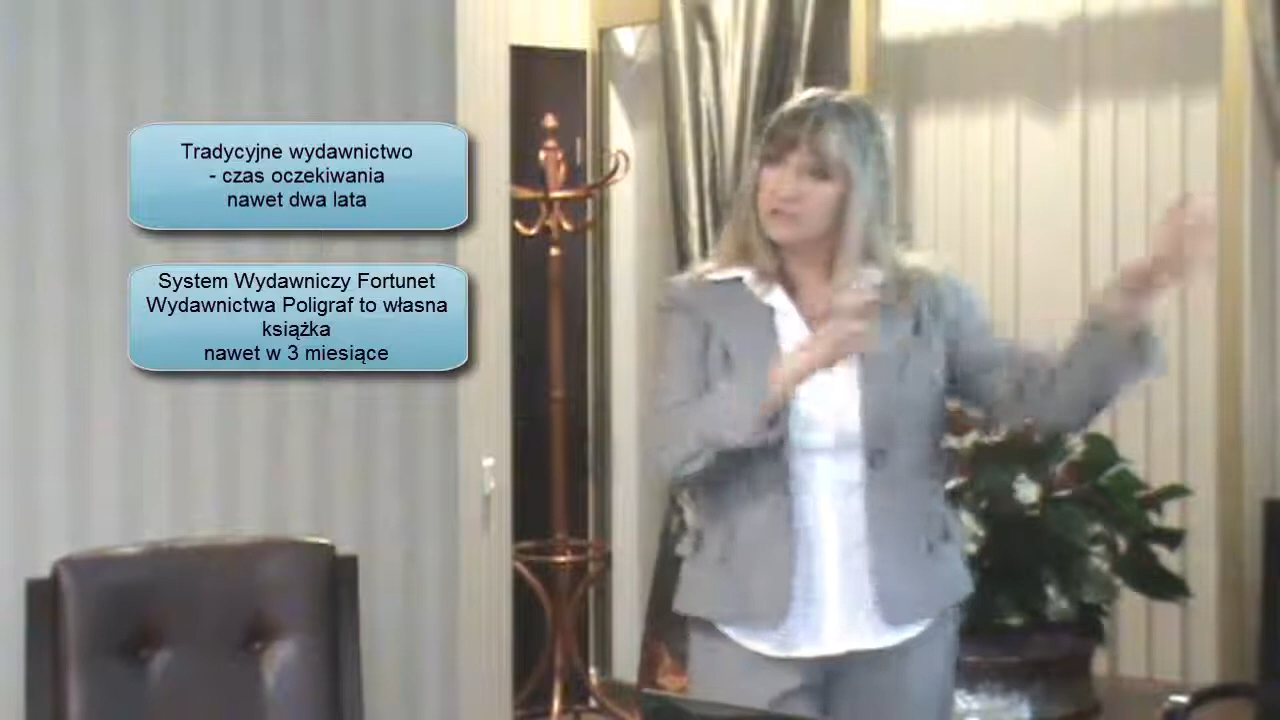 Tradycyjne wydawnictwo
- czas oczekiwania
nawet dwa lata
System Wydawniczy Fortunet
Wydawnictwa Poligraf to własna
książka
nawet w 3 miesiące